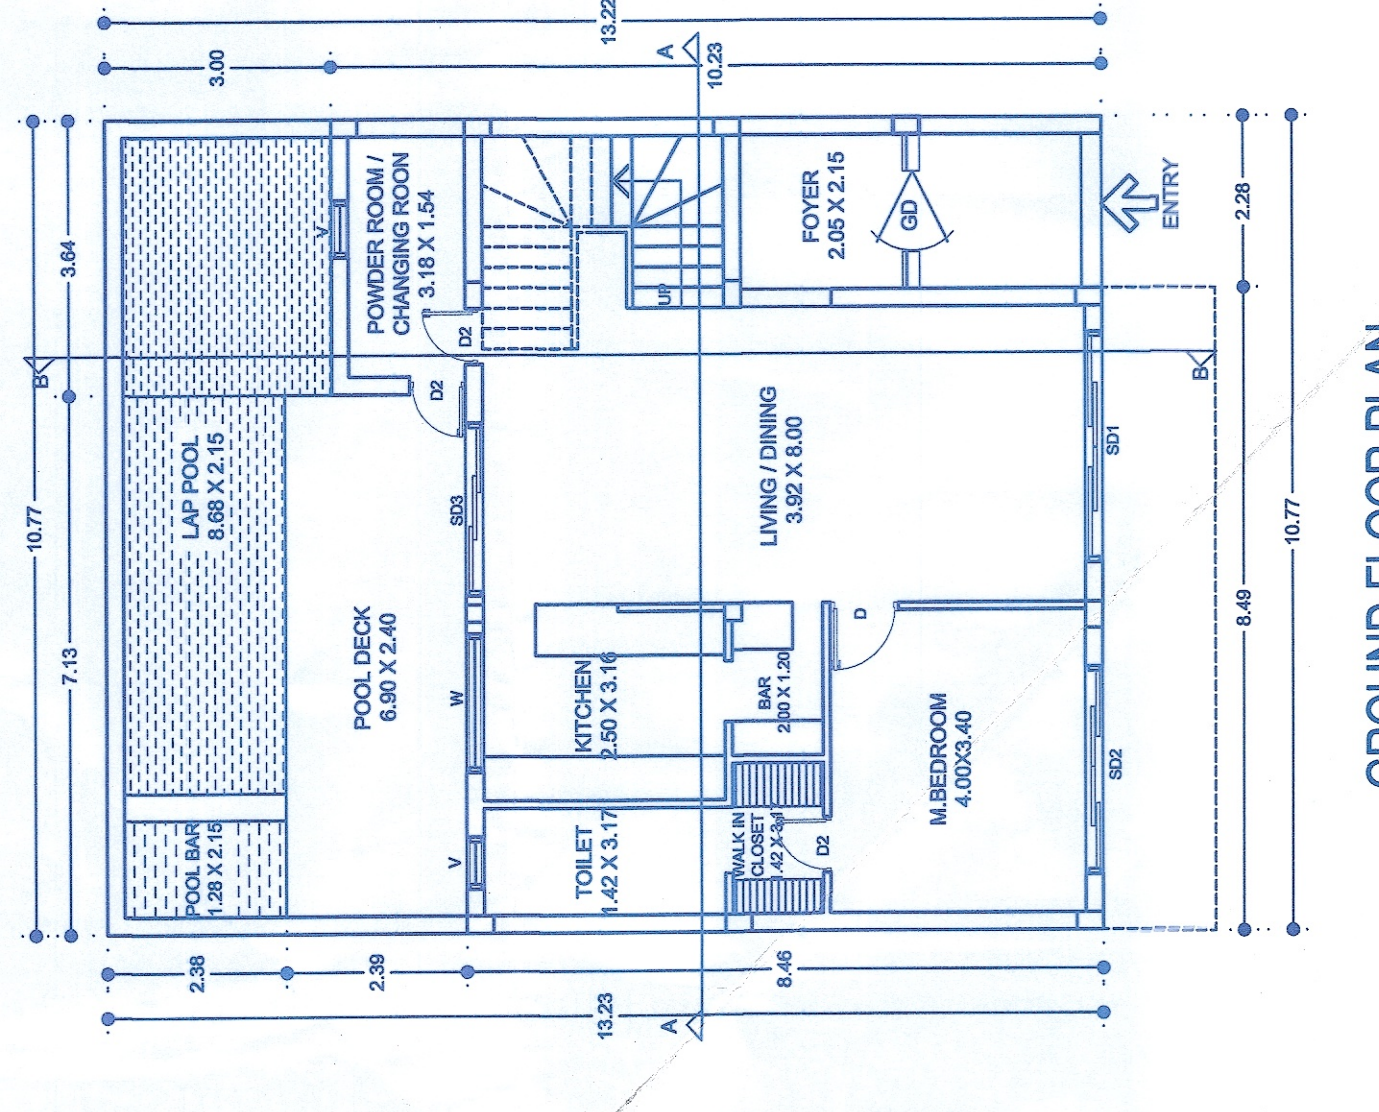 13.22
3.00
10.23
A
10.77
3.64
7.13
B
V
POWDER ROOM /
CHANGING ROON
3.18 X 1.54
D2
D2
UP
FOYER
2.05 X 2.15
GD
ENTRY
2.28
LAP POOL
8.68 X 2.15
SD3
LIVING / DINING
3.92 X 8.00
SD1
B
8.49
10.77
POOL DECK
6.90 X 2.40
W
KITCHEN
2.50 X 3.16
BAR
2.00 X 1.20
D
M.BEDROOM
4.00X3.40
SD2
POOL BAR
1.28 X 2.15
V
TOILET
1.42 X 3.17
WALK IN
CLOSET
D2
2.38
2.39
8.46
13.23
A
GROUND FLOOR PLAN